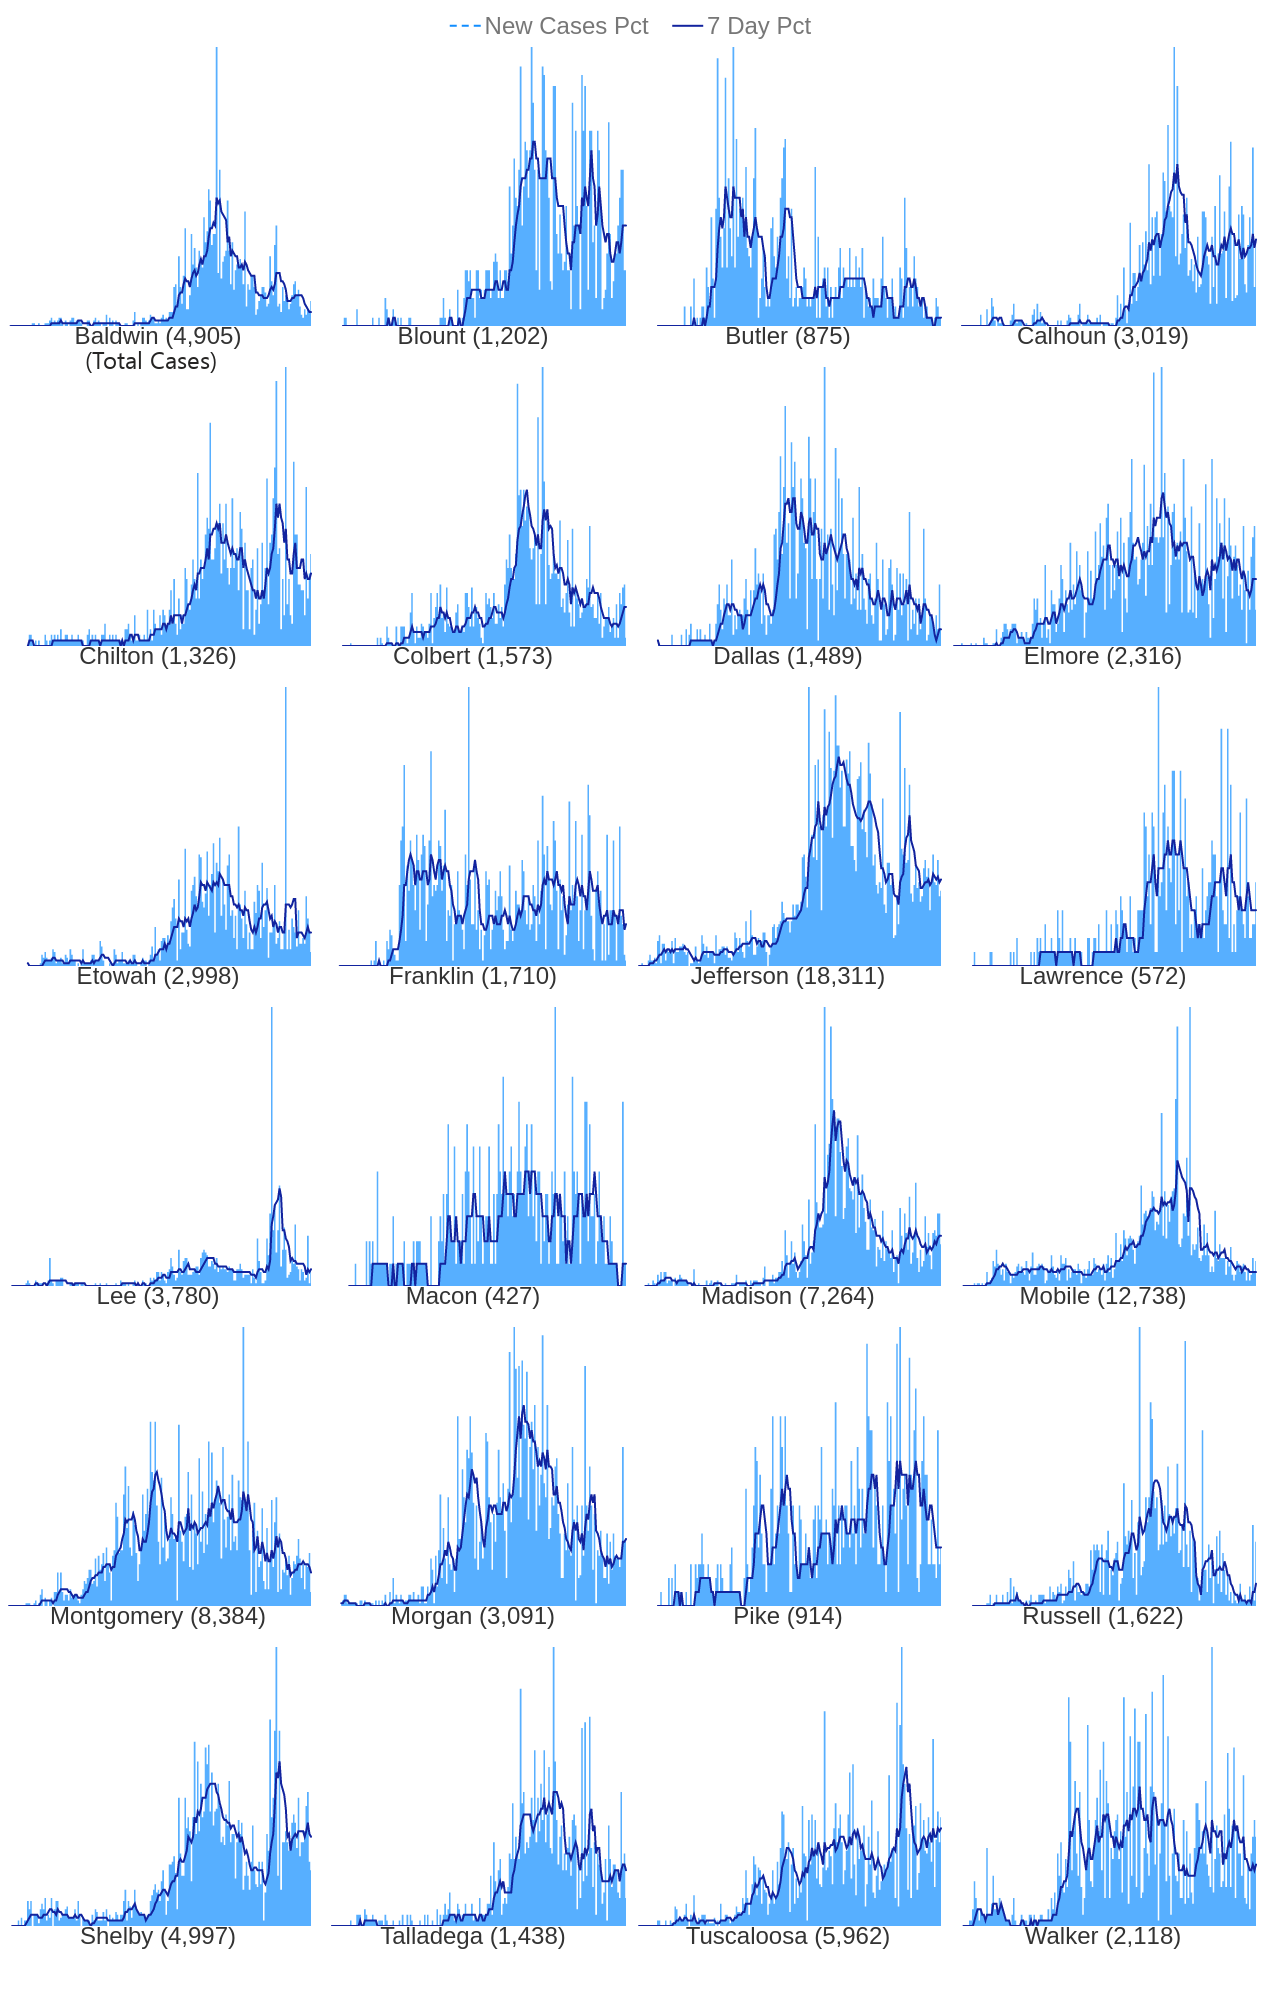 New Cases Pct 7 Day Pct
Baldwin (4,905) Blount (1,202) Butler (875) Calhoun (3,019)
(Total Cases)
Chilton (1,326) Colbert (1,573) Dallas (1,489) Elmore (2,316)
Etowah (2,998) Franklin (1,710) Jefferson (18,311) Lawrence (572)
Lee (3,780) Macon (427) Madison (7,264) Mobile (12,738)
Montgomery (8,384) Morgan (3,091) Pike (914) Russell (1,622)
Shelby (4,997) Talladega (1,438) Tuscaloosa (5,962) Walker (2,118)